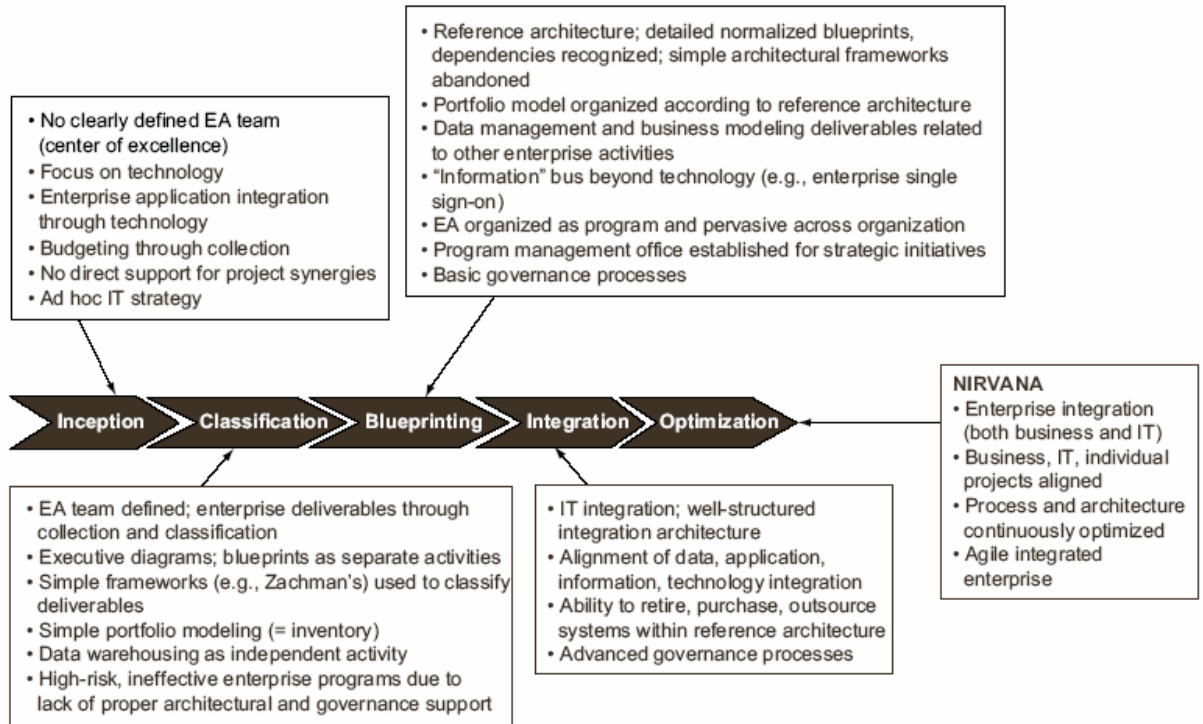 • No clearly defined EA team
(center of excellence)
• Focus on technology
• Enterprise application integration
through technology
• Budgeting through collection
• No direct support for project synergies
• Ad hoc IT strategy
• Reference architecture; detailed normalized blueprints,
dependencies recognized; simple architectural frameworks
abandoned
• Portfolio model organized according to reference architecture
• Data management and business modeling deliverables related
to other enterprise activities
• “Information” bus beyond technology (e.g., enterprise single
sign-on)
• EA organized as program and pervasive across organization
• Program management office established for strategic initiatives
• Basic governance processes
Inception
Classification
Blueprinting
Integration
Optimization
NIRVANA
• Enterprise integration
(both business and IT)
• Business, IT, individual
projects aligned
• Process and architecture
continuously optimized
• Agile integrated
enterprise
• EA team defined; enterprise deliverables through
collection and classification
• Executive diagrams; blueprints as separate activities
• Simple frameworks (e.g., Zachman's) used to classify
deliverables
• Simple portfolio modeling (= inventory)
• Data warehousing as independent activity
• High-risk, ineffective enterprise programs due to
lack of proper architectural and governance support
• IT integration; well-structured
integration architecture
• Alignment of data, application,
information, technology integration
• Ability to retire, purchase, outsource
systems within reference architecture
• Advanced governance processes